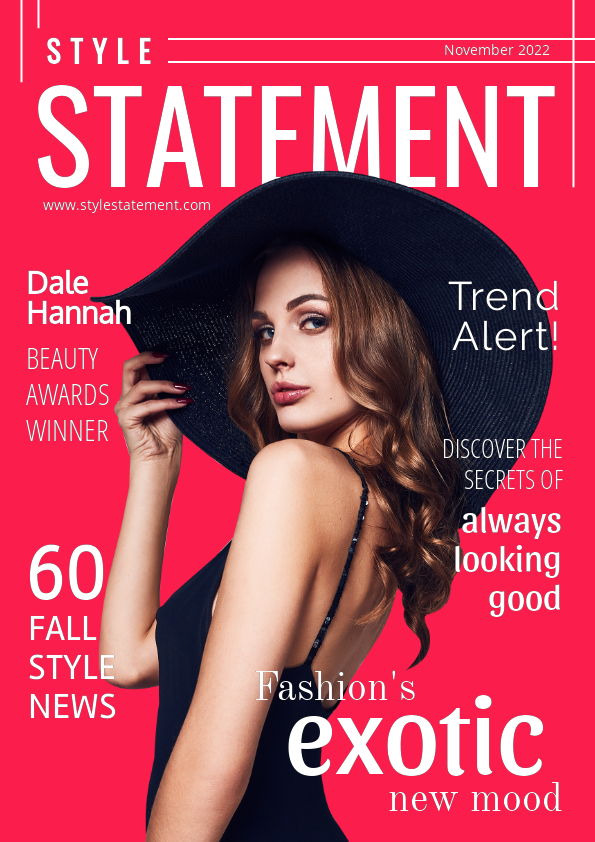 STYLE
November 2022
STATEMENT
www.stylestatement.com
Dale
Hannah
BEAUTY
AWARDS
WINNER
Trend
Alert!
DISCOVER THE
SECRETS OF
always
looking
good
60
FALL
STYLE
NEWS
Fashion's
exotic
new mood